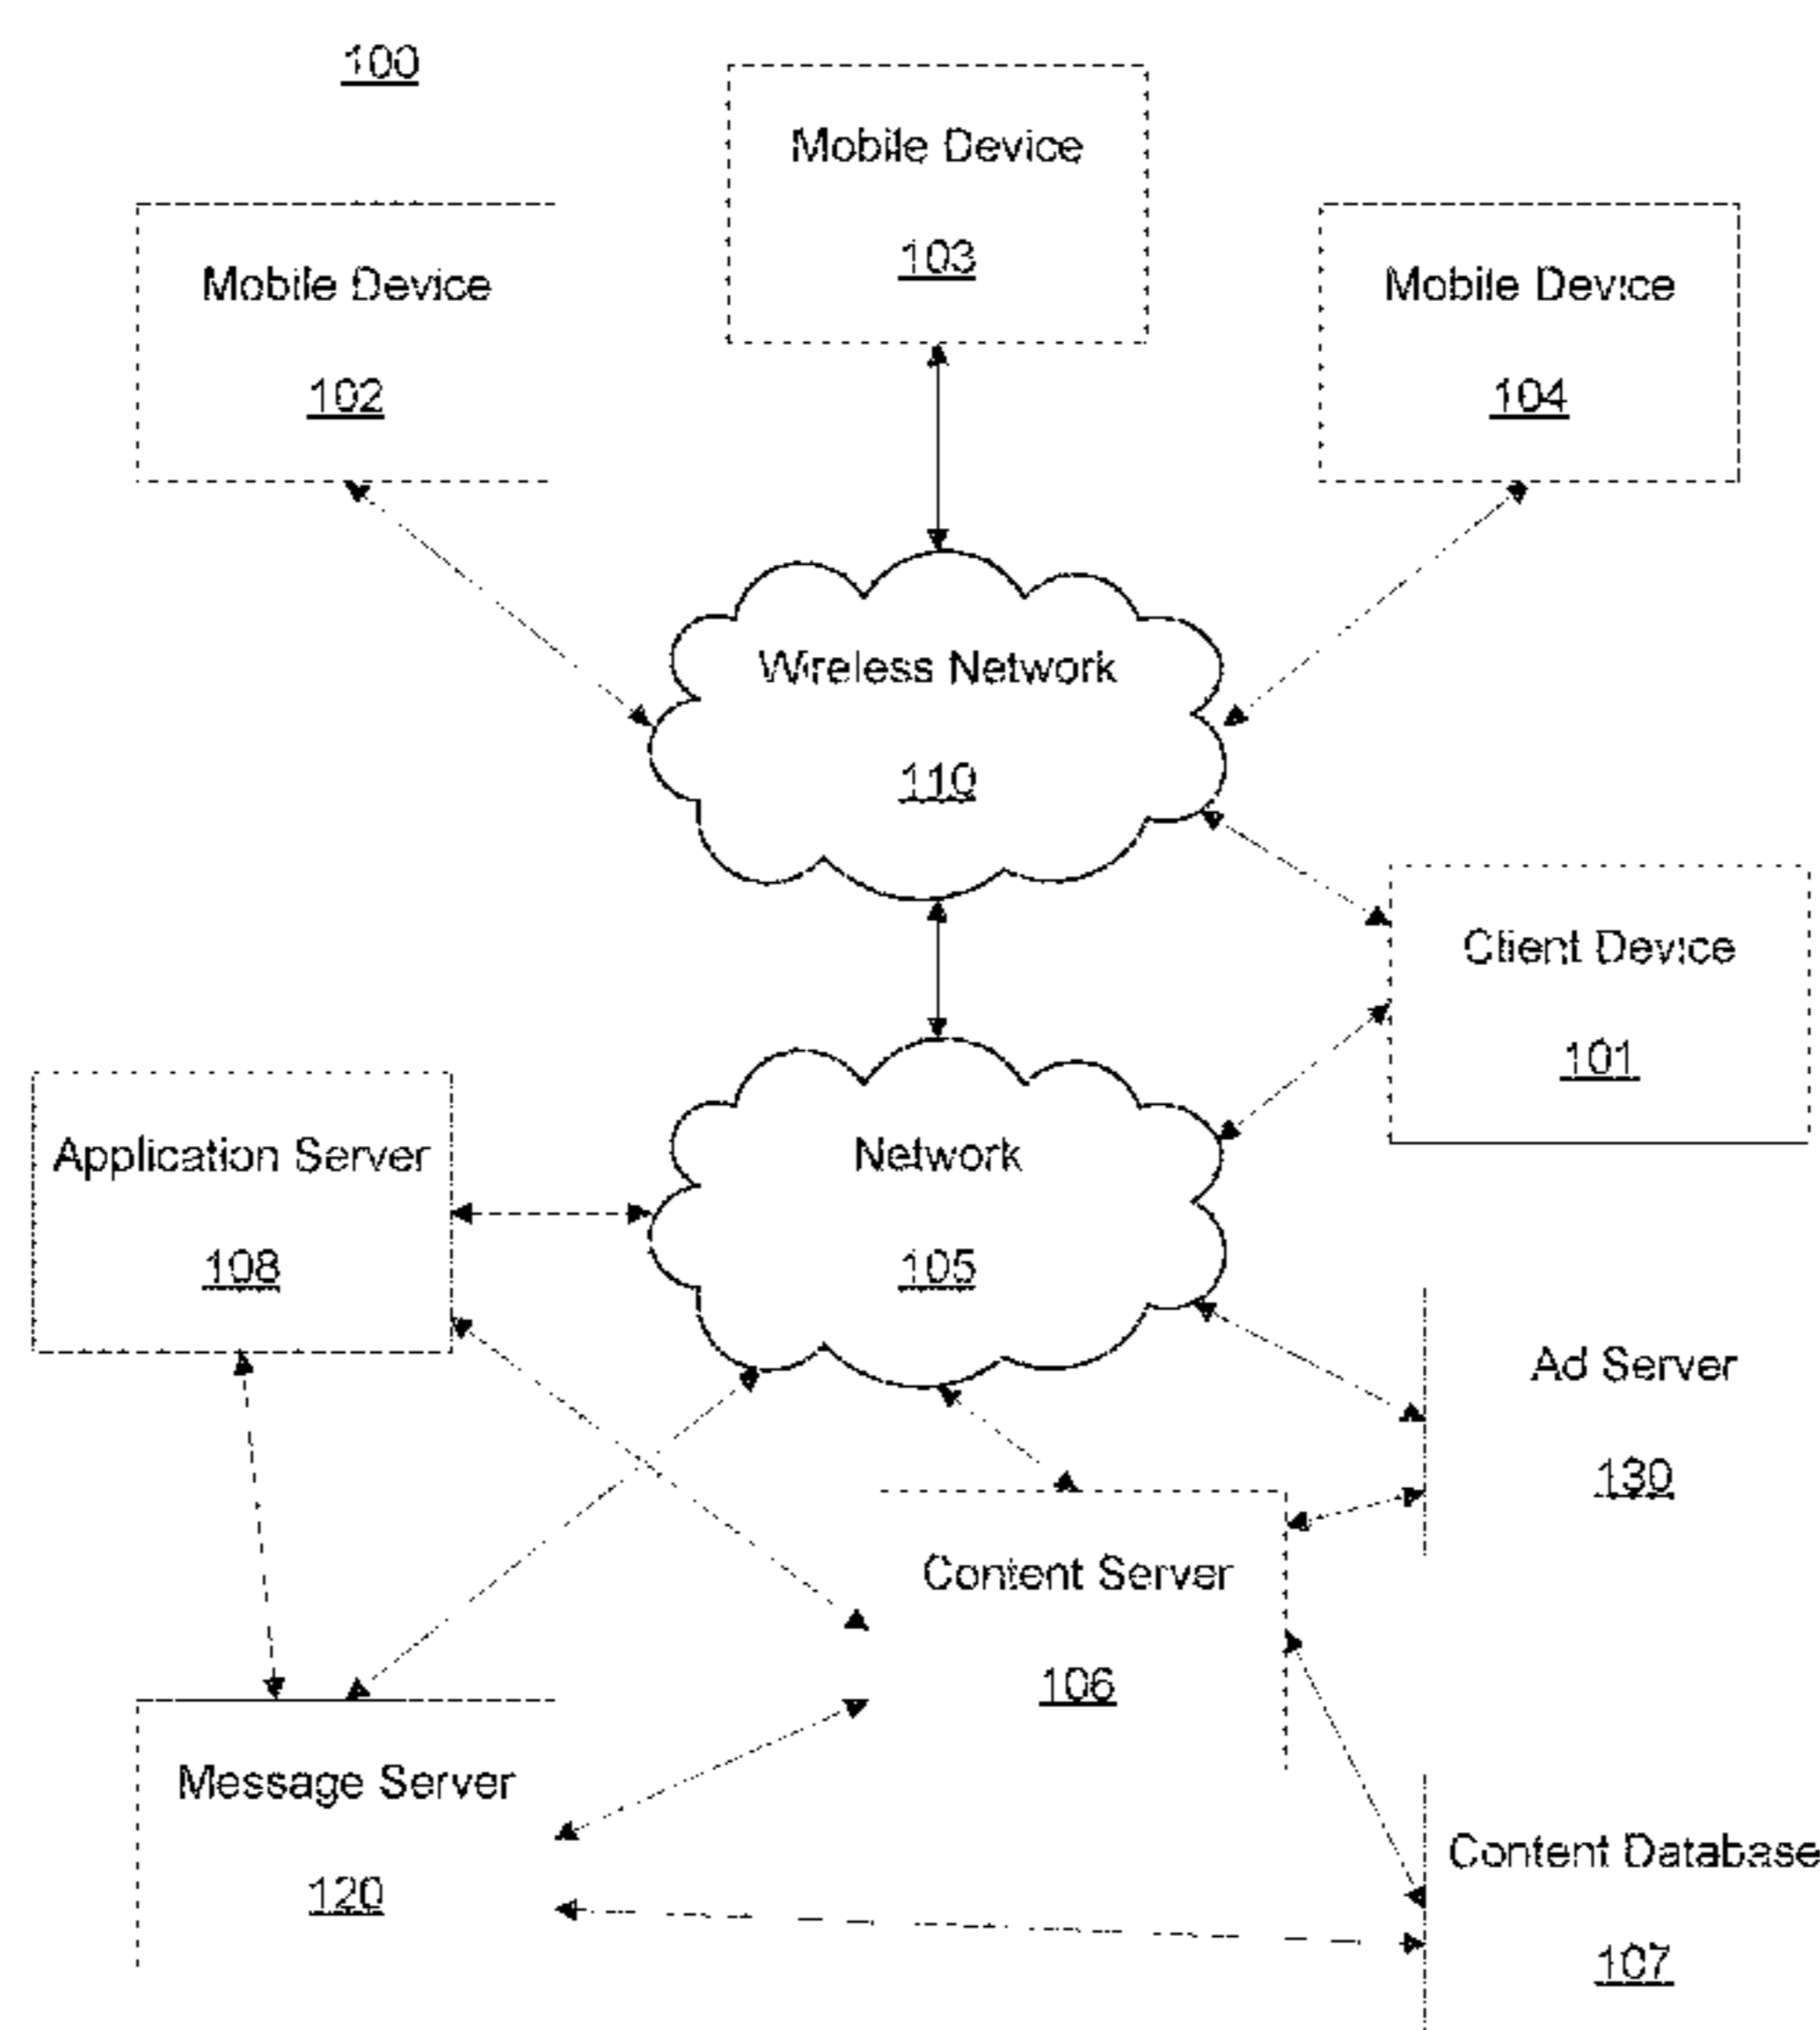 100
Mobile Device
103
Mobile Device
102
Mobile Device
104
Wireless Network
110
Client Device
101
Application Server
108
Network
105
Ad Server
130
Content Server
106
Message Server
120
Content Database
107